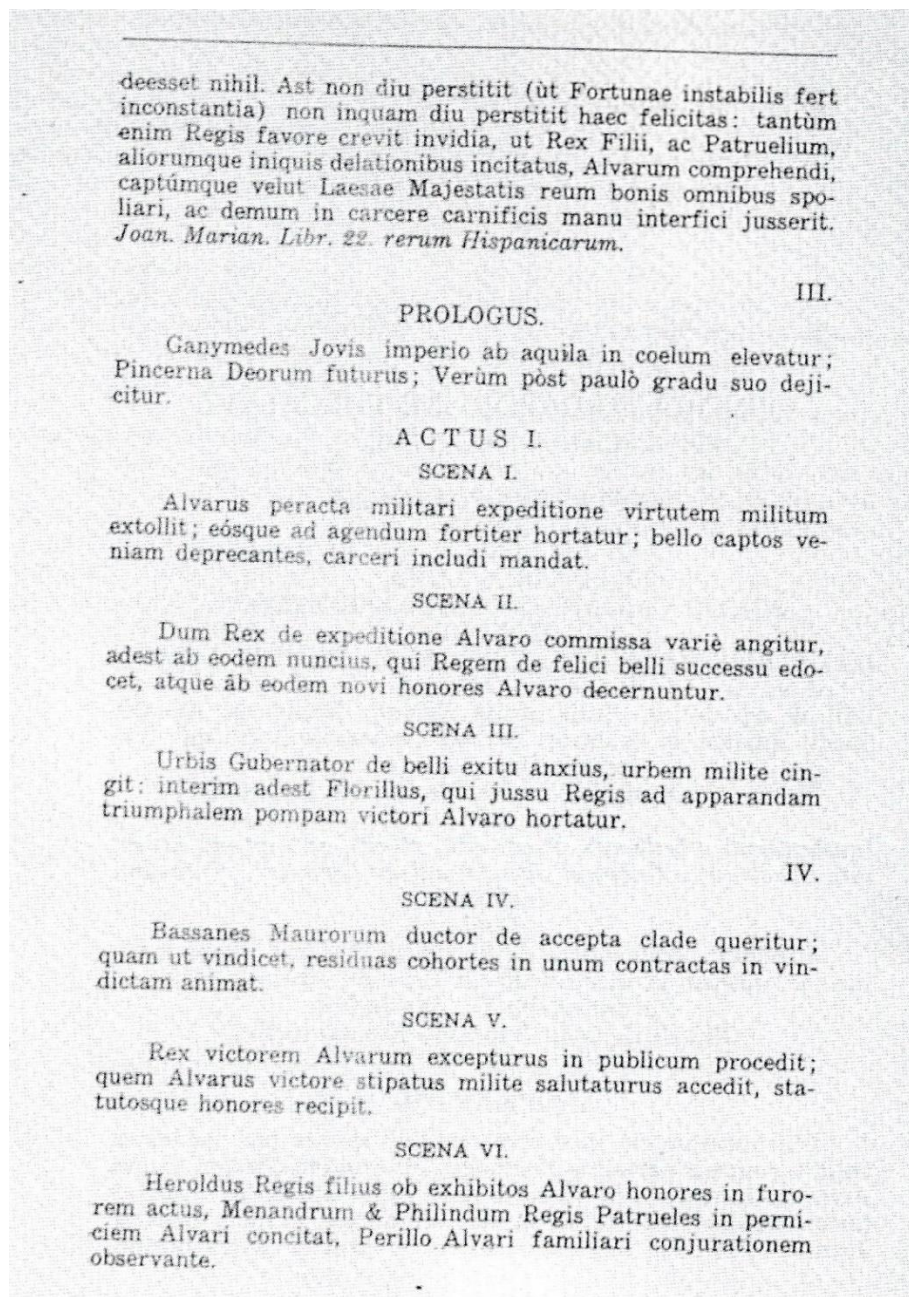 deesset nihil. Ast non diu perstitit (ùt Fortunae instabilis fert
inconstantia) non inquam diu perstitit haec felicitas: tantùm
enim Regis favore crevit invidia, ut Rex Filii, ac Patruelium,
aliorumque iniquis delationibus incitatus, Alvarum comprehendi,
captúmque velut Laesae Majestatis reum bonis omnibus spo-
liari, ac demum in carcere carnificis manu interfici jusserit.
Joan. Marian. Libr. 22. rerum Hispanicarum.
III.
PROLOGUS.
Ganymedes Jovis imperio ab aquila in coelum elevatur;
Pincerna Deorum futurus; Verùm pòst paulò gradu suo deji-
citur.
ACTUS I.
SCENA I.
Alvarus peracta militari expeditione virtutem militum
extollit; eósque ad agendum fortiter hortatur; bello captos ve-
niam deprecantes, carceri includi mandat.
SCENA II.
Dum Rex de expeditione Alvaro commissa variè angitur,
adest ab eodem nuncius, qui Regem de felici belli successu edo-
cet, atque âb eodem novi honores Alvaro decernuntur.
SCENA III.
Urbis Gubernator de belli exitu anxius, urbem milite cin-
git: interim adest Florillus, qui jussu Regis ad apparandam
triumphalem pompam victori Alvaro hortatur.
IV.
SCENA IV.
Bassanes Maurorum ductor de accepta clade queritur;
quam ut vindicet, residuas cohortes in unum contractas in vin-
dictam animat.
SCENA V.
Rex victorem Alvarum excepturus in publicum procedit;
quem Alvarus victore stipatus milite salutaturus accedit, sta-
tutosque honores recipit.
SCENA VI.
Heroldus Regis filius ob exhibitos Alvaro honores in furo-
rem actus, Menandrum & Philindum Regis Patrueles in perni-
ciem Alvari concitat, Perillo Alvari familiari conjurationem
observante.